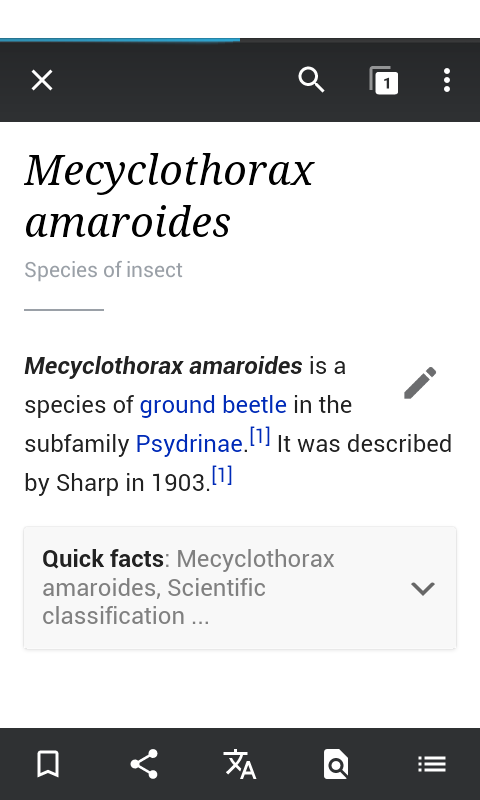 1
Mecyclothorax
amaroides
Species of insect
Mecyclothorax amaroides is a
species of ground beetle in the
subfamily Psydrinae.[1] It was described
by Sharp in 1903.[1]
Quick facts: Mecyclothorax
amaroides, Scientific
classification ...